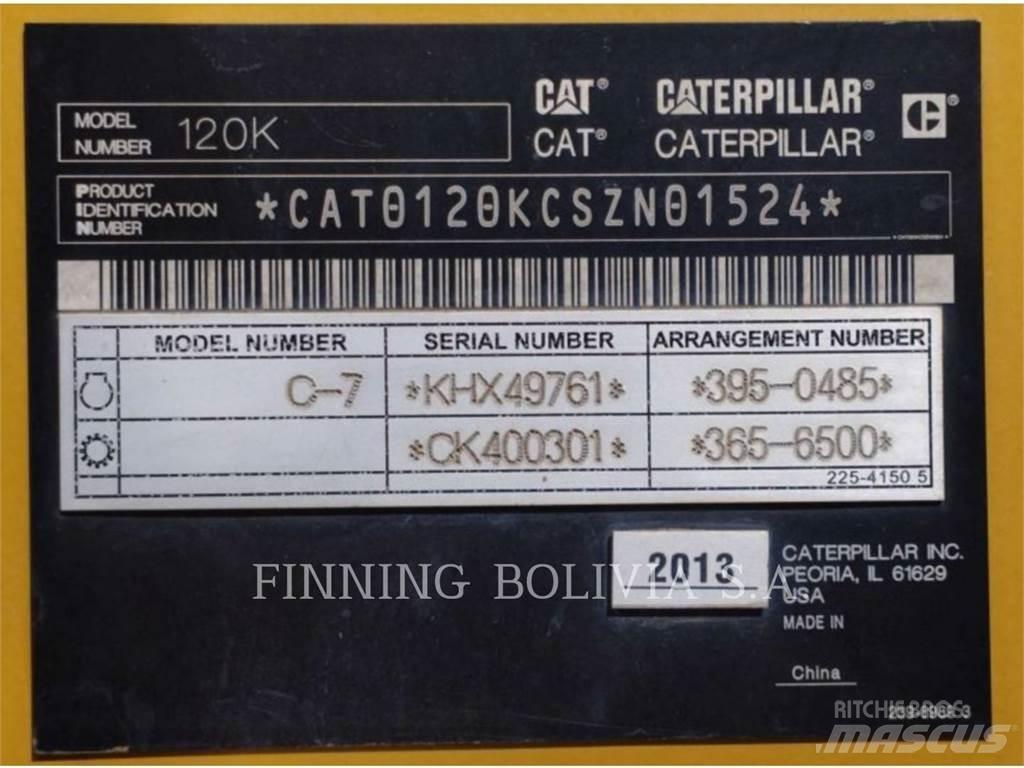 CAT® CATERPILLAR®
CAT® CATERPILLAR®
MODEL
NUMBER 120K
PRODUCT
IDENTIFICATION
NUMBER *CAT0120KCSZN01524*
MODEL NUMBER SERIAL NUMBER ARRANGEMENT NUMBER
C-7 *KHX49761* *395-0485*
*CK400301* *365-6500*
225-4150 5
2013
CATERPILLAR INC.
PEORIA, IL 61629
USA
MADE IN
China
FINNING BOLIVIA S.A.
RITCHIE BROS.
MASCUS